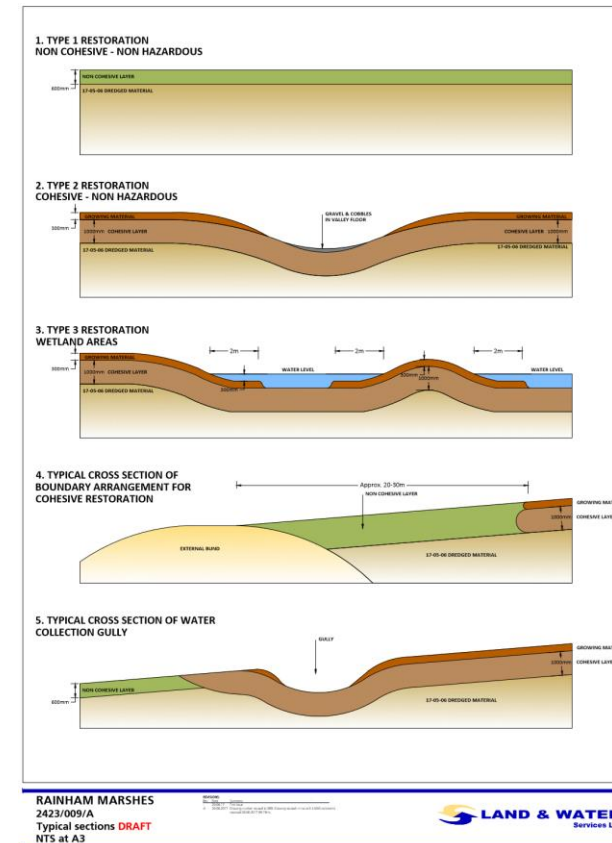 1. TYPE 1 RESTORATION
NON COHESIVE - NON HAZARDOUS
NON COHESIVE LAYER
600mm
17-05-06 DREDGED MATERIAL
2. TYPE 2 RESTORATION
COHESIVE - NON HAZARDOUS
GRAVEL & COBBLES
IN VALLEY FLOOR
GROWING MATERIAL
GROWING MATERIAL
300mm
1000mm COHESIVE LAYER
COHESIVE LAYER 1000mm
17-05-06 DREDGED MATERIAL
17-05-06 DREDGED MATERIAL
3. TYPE 3 RESTORATION
WETLAND AREAS
2m
2m
2m
GROWING MATERIAL
WATER LEVEL
WATER LEVEL
300mm
1000mm COHESIVE LAYER
300mm
1000mm
300mm
17-05-06 DREDGED MATERIAL
4. TYPICAL CROSS SECTION OF
BOUNDARY ARRANGEMENT FOR
COHESIVE RESTORATION
Approx. 20-30m
NON COHESIVE LAYER
GROWING MAT
1000mm
COHESIVE LAYE
EXTERNAL BUND
17-05-06 DREDGED MATERIAL
5. TYPICAL CROSS SECTION OF WATER
COLLECTION GULLY
GULLY
GROWING MAT
1000mm
COHESIVE LAYE
NON COHESIVE LAYER
600mm
17-05-06 DREDGED MATERIAL
RAINHAM MARSHES
2423/009/A
Typical sections DRAFT
NTS at A3
LAND & WATER
Services L